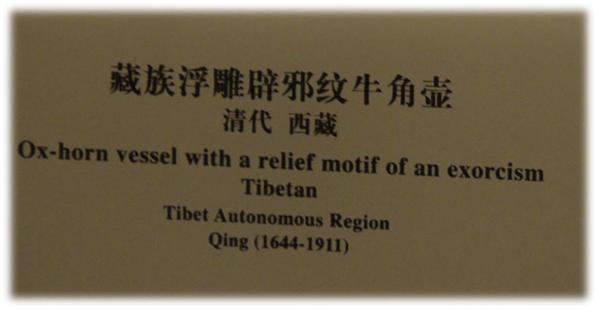 藏族浮雕辟邪纹牛角壶
清代 西藏
Ox-horn vessel with a relief motif of an exorcism
Tibetan
Tibet Autonomous Region
Qing (1644-1911)